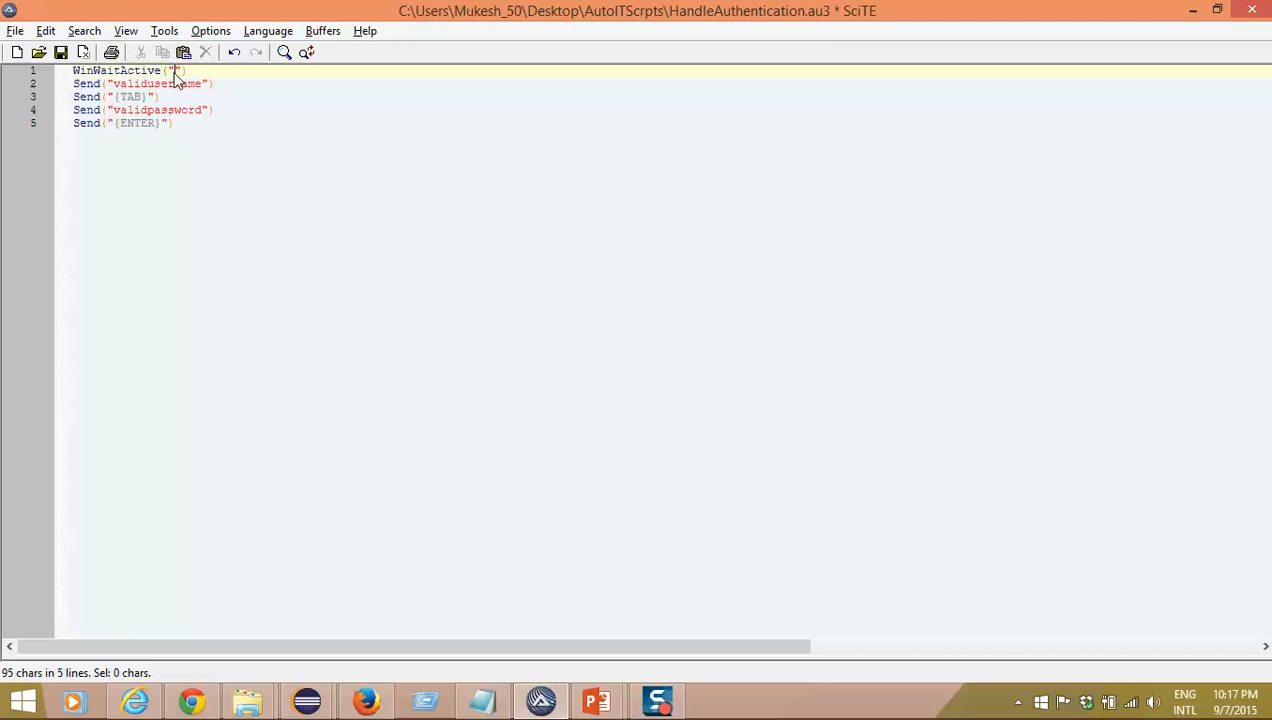 C:\Users\Mukesh_50\Desktop\AutoITScrpts\HandleAuthentication.au3 * SciTE
File Edit Search View Tools Options Language Buffers Help
1 WinWaitActive("")
2 Send("validusername")
3 Send("{TAB}")
4 Send("validpassword")
5 Send("{ENTER}")
95 chars in 5 lines. Sel: 0 chars.
ENG 10:17 PM
INTL 9/7/2015